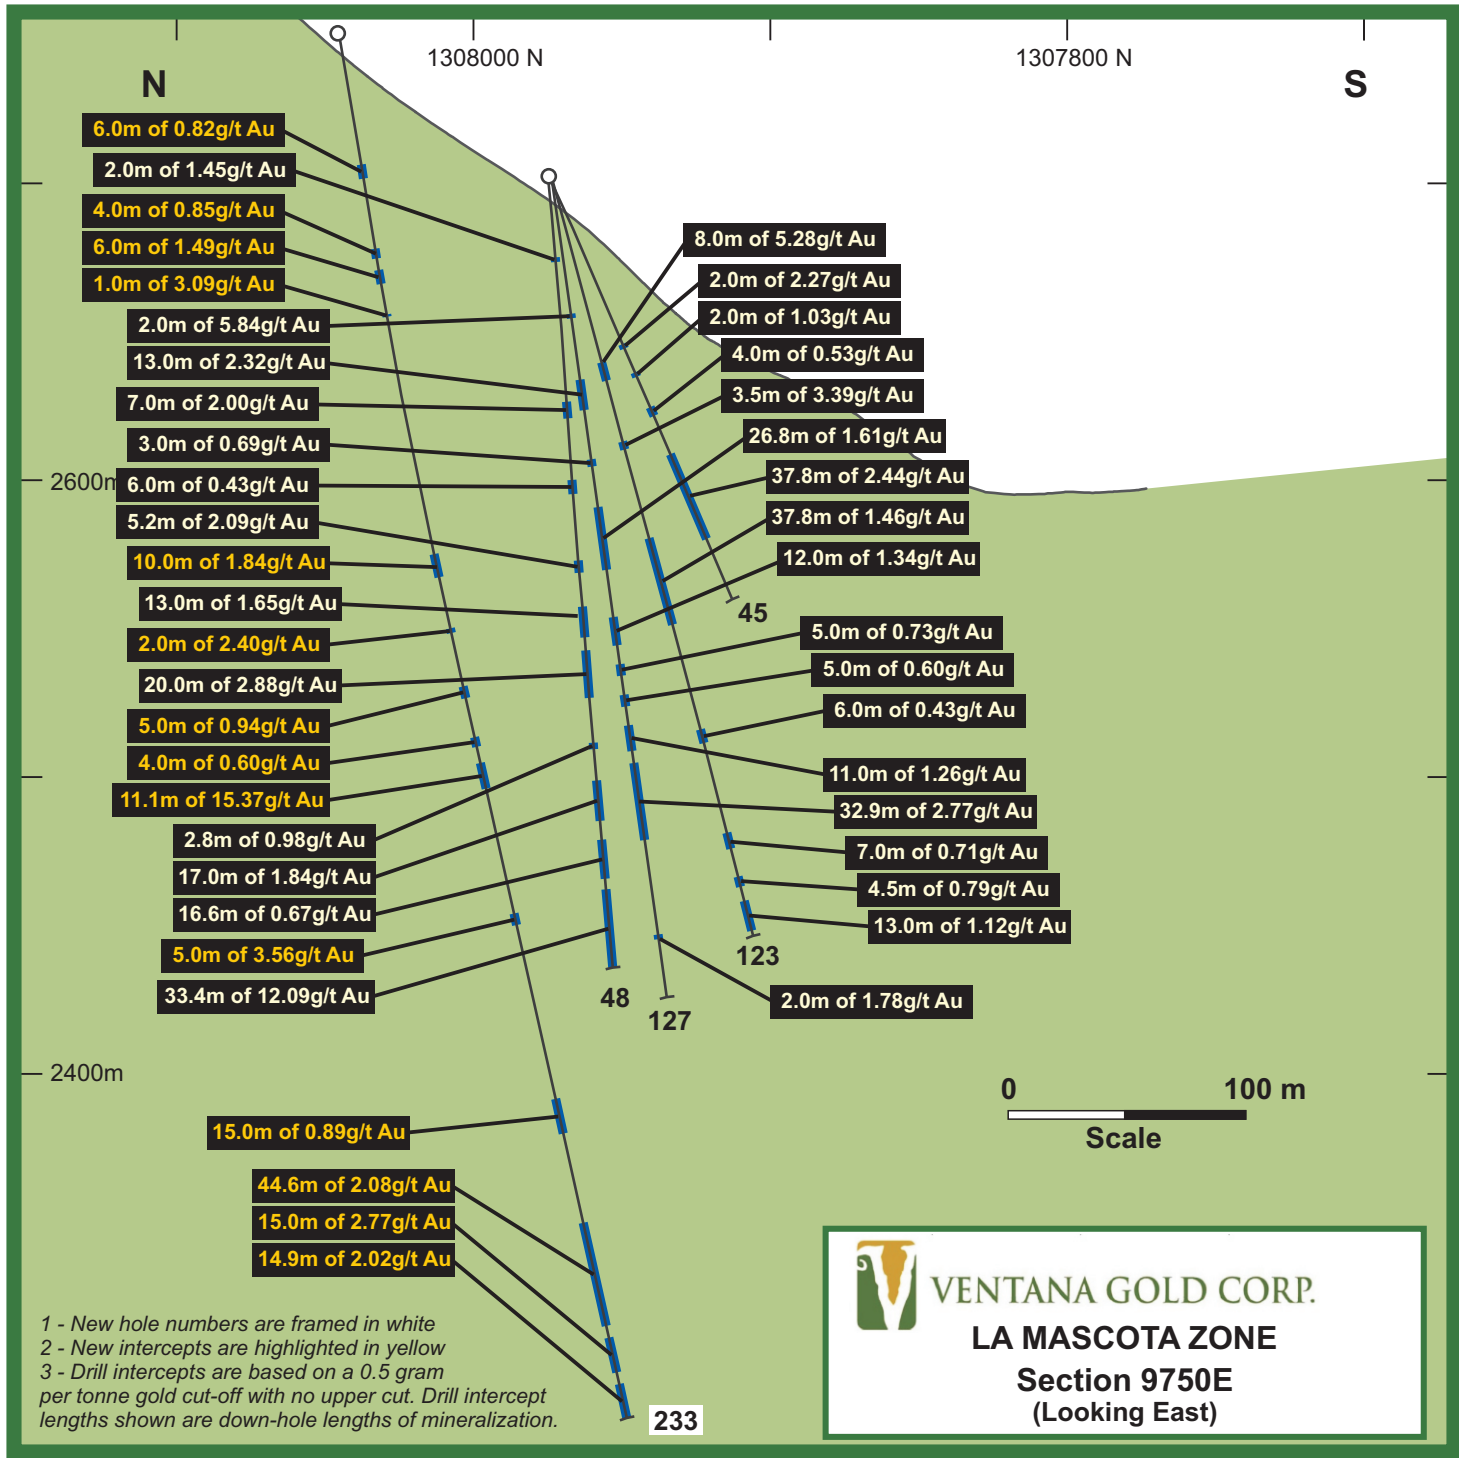 1308000 N
1307800 N
N
S
6.0m of 0.82g/t Au
2.0m of 1.45g/t Au
4.0m of 0.85g/t Au
6.0m of 1.49g/t Au
1.0m of 3.09g/t Au
2.0m of 5.84g/t Au
13.0m of 2.32g/t Au
7.0m of 2.00g/t Au
3.0m of 0.69g/t Au
2600m
6.0m of 0.43g/t Au
5.2m of 2.09g/t Au
10.0m of 1.84g/t Au
13.0m of 1.65g/t Au
2.0m of 2.40g/t Au
20.0m of 2.88g/t Au
5.0m of 0.94g/t Au
4.0m of 0.60g/t Au
11.1m of 15.37g/t Au
2.8m of 0.98g/t Au
17.0m of 1.84g/t Au
16.6m of 0.67g/t Au
5.0m of 3.56g/t Au
33.4m of 12.09g/t Au
8.0m of 5.28g/t Au
2.0m of 2.27g/t Au
2.0m of 1.03g/t Au
4.0m of 0.53g/t Au
3.5m of 3.39g/t Au
26.8m of 1.61g/t Au
37.8m of 2.44g/t Au
37.8m of 1.46g/t Au
12.0m of 1.34g/t Au
45
5.0m of 0.73g/t Au
5.0m of 0.60g/t Au
6.0m of 0.43g/t Au
11.0m of 1.26g/t Au
32.9m of 2.77g/t Au
7.0m of 0.71g/t Au
4.5m of 0.79g/t Au
13.0m of 1.12g/t Au
123
48
127
2.0m of 1.78g/t Au
2400m
0
100 m
Scale
15.0m of 0.89g/t Au
44.6m of 2.08g/t Au
15.0m of 2.77g/t Au
14.9m of 2.02g/t Au
233
1 - New hole numbers are framed in white
2 - New intercepts are highlighted in yellow
3 - Drill intercepts are based on a 0.5 gram
per tonne gold cut-off with no upper cut. Drill intercept
lengths shown are down-hole lengths of mineralization.
VENTANA GOLD CORP.
LA MASCOTA ZONE
Section 9750E
(Looking East)